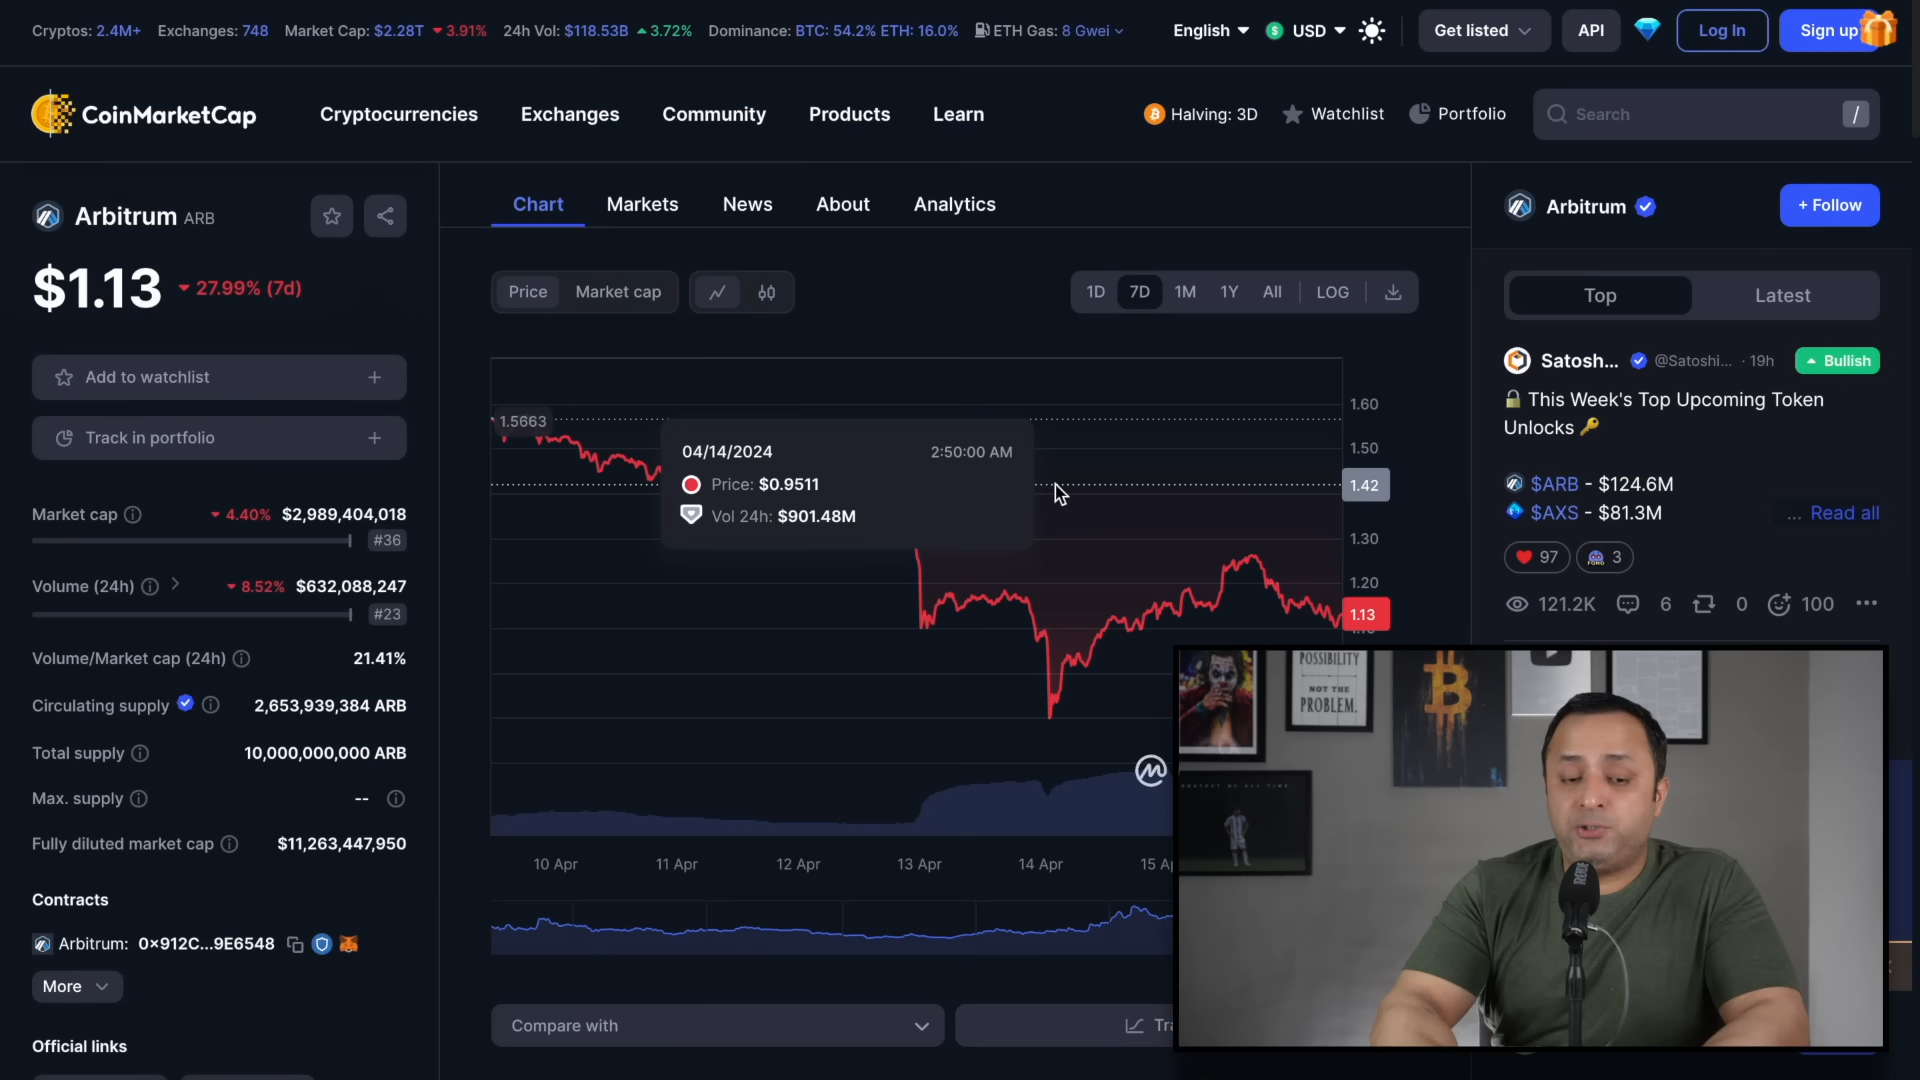 Cryptos: 2.4M+ Exchanges: 748 Market Cap: $2.28T 3.91% 24h Vol: $118.53B 3.72% Dominance: BTC: 54.2% ETH: 16.0% ETH Gas: 8 Gwei
English USD Get listed API Log In Sign up
CoinMarketCap Cryptocurrencies Exchanges Community Products Learn Halving: 3D Watchlist Portfolio Search /
Arbitrum ARB
$1.13 27.99% (7d)
Add to watchlist +
Track in portfolio +
Market cap 4.40% $2,989,404,018
#36
Volume (24h) 8.52% $632,088,247
#23
Volume/Market cap (24h) 21.41%
Circulating supply 2,653,939,384 ARB
Total supply 10,000,000,000 ARB
Max. supply --
Fully diluted market cap $11,263,447,950
Contracts
Arbitrum: 0x912C...9E6548
More
Official links
Chart Markets News About Analytics
Price Market cap 1D 7D 1M 1Y All LOG
1.5663
04/14/2024 2:50:00 AM
Price: $0.9511
Vol 24h: $901.48M
1.60
1.50
1.42
1.30
1.20
1.13
10 Apr 11 Apr 12 Apr 13 Apr 14 Apr
Compare with
Arbitrum + Follow
Top Latest
Satosh... @Satoshi... · 19h Bullish
This Week's Top Upcoming Token
Unlocks
$ARB - $124.6M
$AXS - $81.3M ... Read all
97 3
121.2K 6 0 100
POSSIBILITY
NOT THE
PROBLEM.
RODE